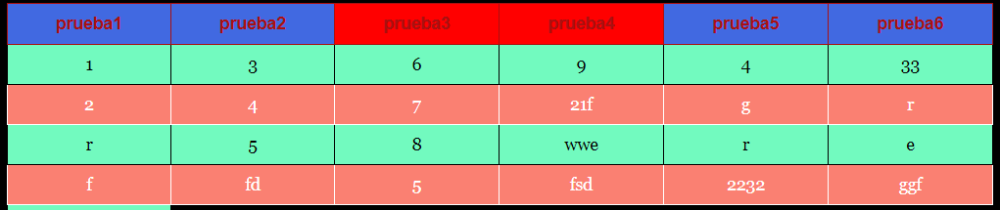 prueba1 prueba2 prueba3 prueba4 prueba5 prueba6
1 3 6 9 4 33
2 4 7 21f g r
r 5 8 wwe r e
f fd 5 fsd 2232 ggf